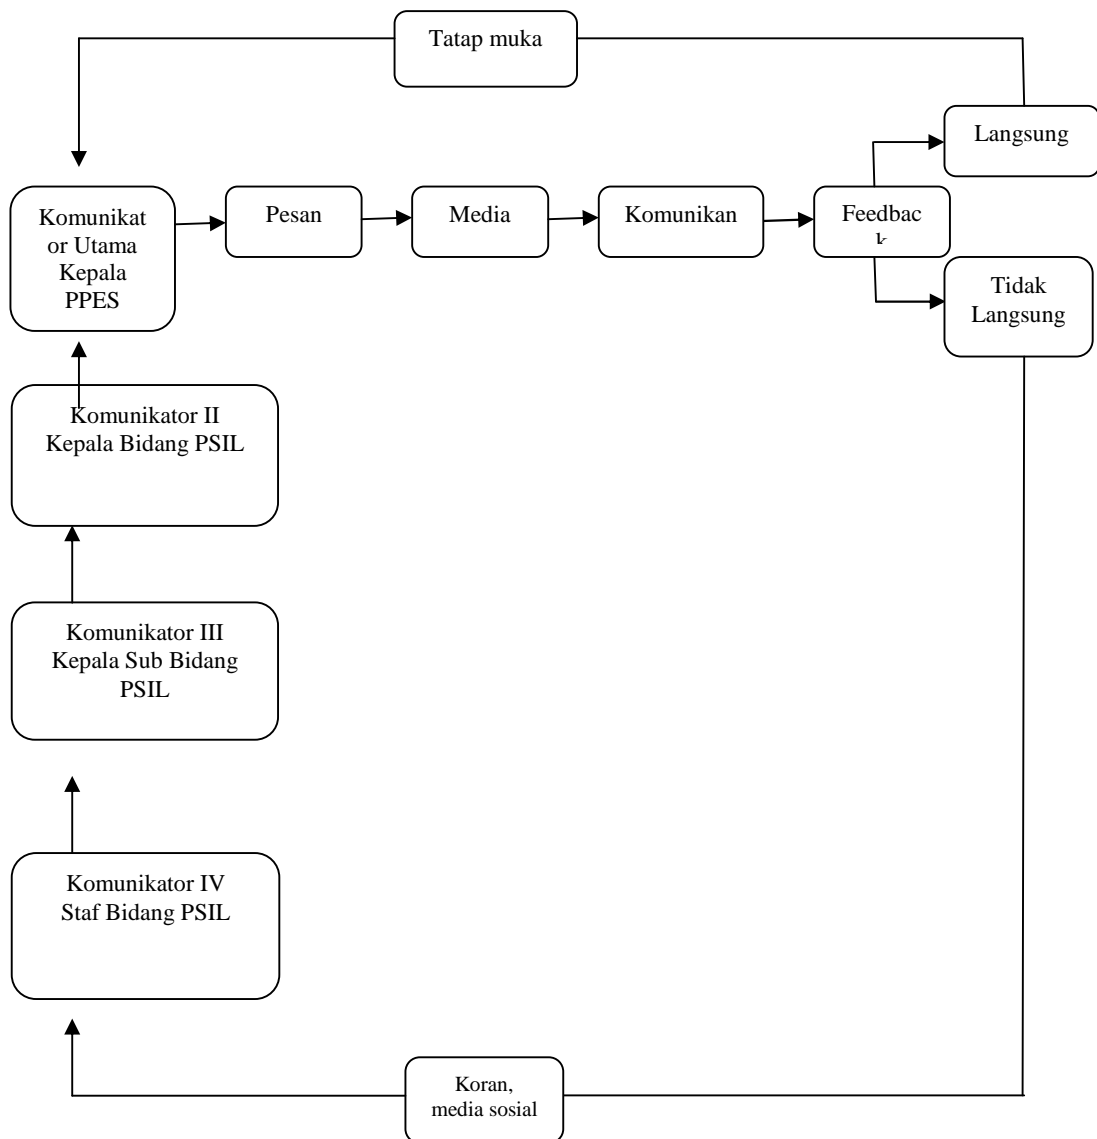 Tatap muka
Langsung
Komunikat
or Utama
Kepala
PPES
Pesan
Media
Komunikan
Feedbac
k
Tidak
Langsung
Komunikator II
Kepala Bidang PSIL
Komunikator III
Kepala Sub Bidang
PSIL
Komunikator IV
Staf Bidang PSIL
Koran,
media sosial